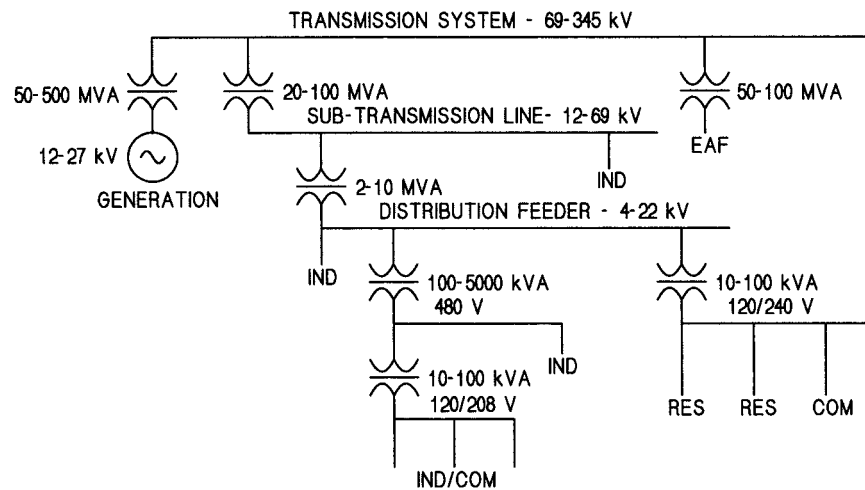 TRANSMISSION SYSTEM - 69-345 kV
50-500 MVA
20-100 MVA
50-100 MVA
SUB-TRANSMISSION LINE- 12-69 kV
EAF
12-27 kV
GENERATION
IND
2-10 MVA
DISTRIBUTION FEEDER - 4-22 kV
IND
100-5000 kVA
480 V
10-100 kVA
120/240 V
IND
10-100 kVA
120/208 V
RES
RES
COM
IND/COM